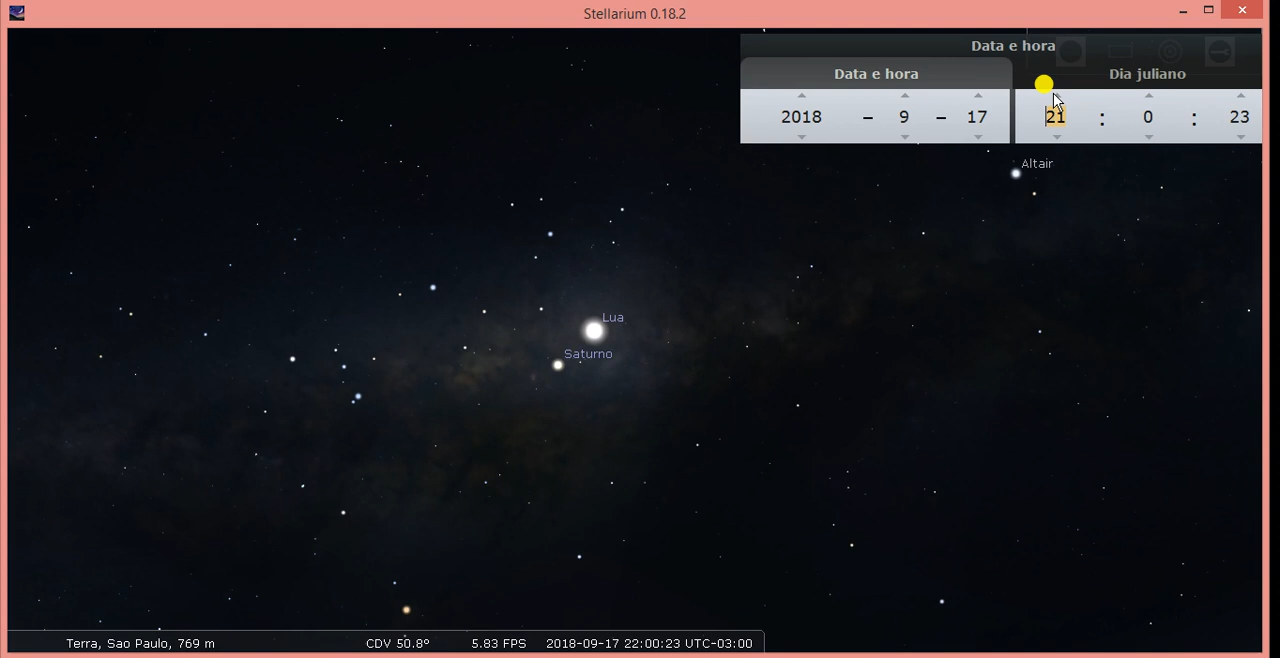 Stellarium 0.18.2
Data e hora
Data e hora Dia juliano
2018 – 9 – 17 21 : 0 : 23
Altair
Lua
Saturno
Terra, Sao Paulo, 769 m CDV 50.8° 5.83 FPS 2018-09-17 22:00:23 UTC-03:00